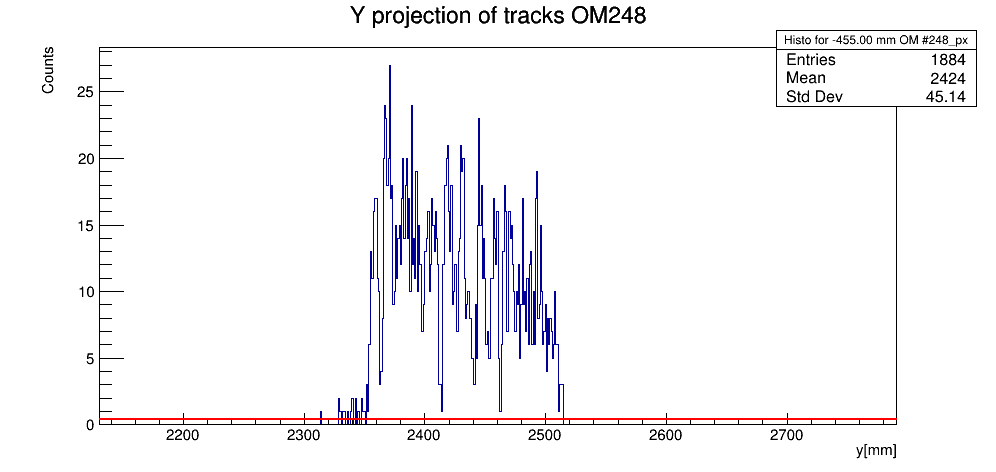 Y projection of tracks OM248
Histo for -455.00 mm OM #248_px
Entries 1884
Mean 2424
Std Dev 45.14
Counts
25
20
15
10
5
0
2200 2300 2400 2500 2600 2700
y[mm]